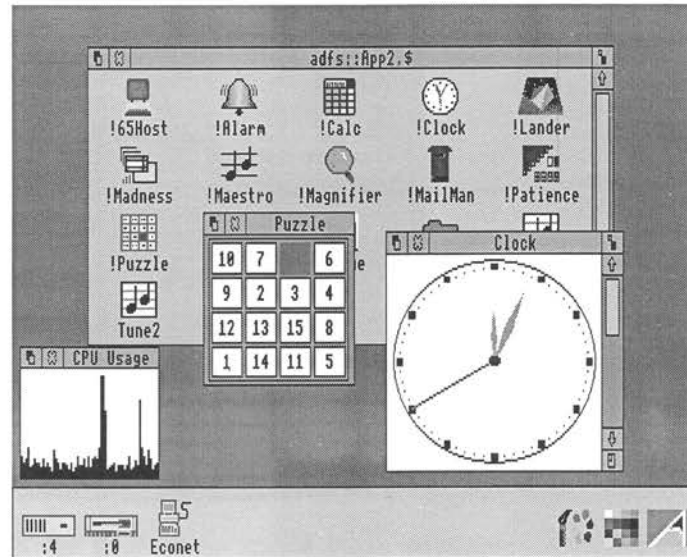 adfs::App2.$
!65Host !Alarm !Calc !Clock !Lander
!Madness !Maestro !Magnifier !MailMan !Patience
!Puzzle
Tune2
Puzzle
10 7 6
9 2 3 4
12 13 15 8
1 14 11 5
Clock
CPU Usage
:4 :0 Econet